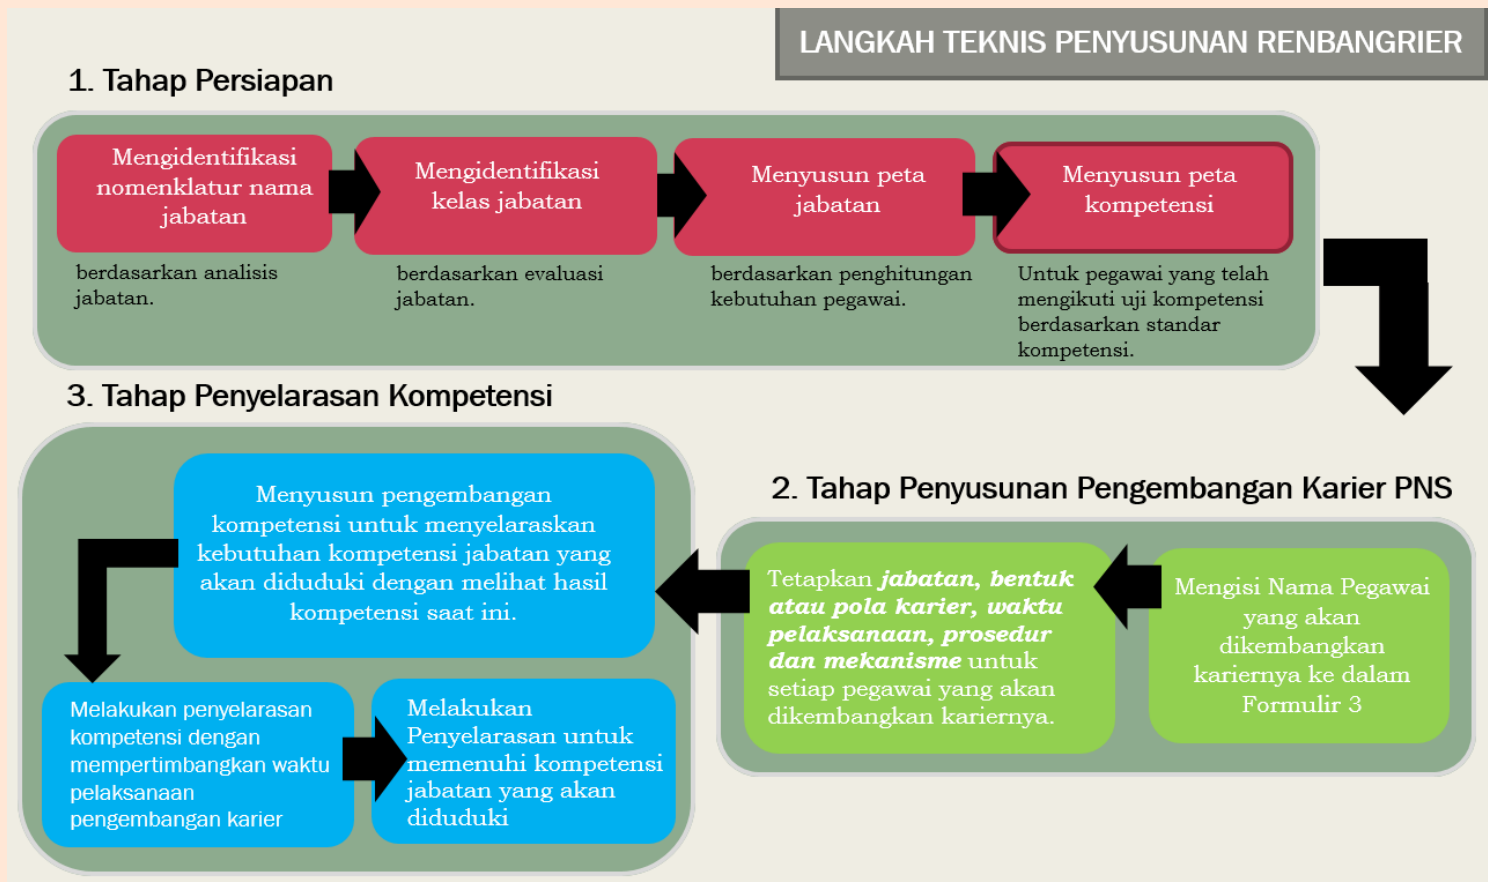 LANGKAH TEKNIS PENYUSUNAN RENBANGRIER
1. Tahap Persiapan
Mengidentifikasi
nomenklatur nama
jabatan
berdasarkan analisis
jabatan.
Mengidentifikasi
kelas jabatan
berdasarkan evaluasi
jabatan.
Menyusun peta
jabatan
berdasarkan penghitungan
kebutuhan pegawai.
Menyusun peta
kompetensi
Untuk pegawai yang telah
mengikuti uji kompetensi
berdasarkan standar
kompetensi.
2. Tahap Penyusunan Pengembangan Karier PNS
Mengisi Nama Pegawai
yang akan
dikembangkan
kariernya ke dalam
Formulir 3
Tetapkan jabatan, bentuk
atau pola karier, waktu
pelaksanaan, prosedur
dan mekanisme untuk
setiap pegawai yang akan
dikembangkan kariernya.
3. Tahap Penyelarasan Kompetensi
Menyusun pengembangan
kompetensi untuk menyelaraskan
kebutuhan kompetensi jabatan yang
akan diduduki dengan melihat hasil
kompetensi saat ini.
Melakukan penyelarasan
kompetensi dengan
mempertimbangkan waktu
pelaksanaan
pengembangan karier
Melakukan
Penyelarasan untuk
memenuhi kompetensi
jabatan yang akan
diduduki